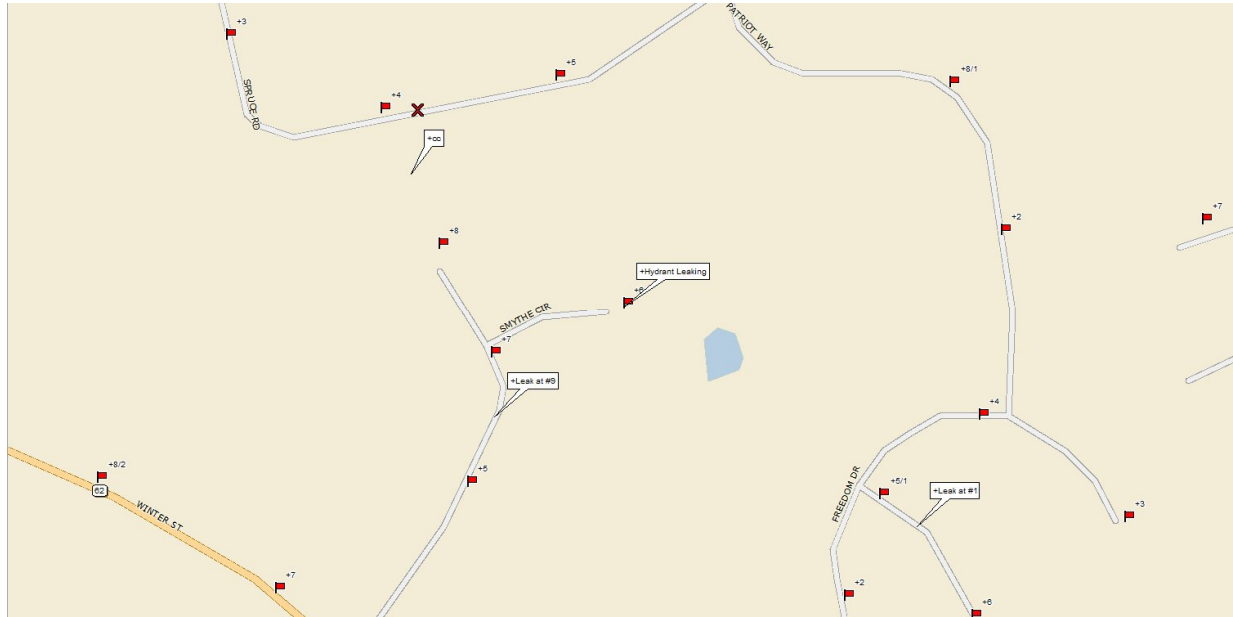 +3
PATRIOT WAY
+5
+8/1
SPRUCE RD
+4
+7
+2
+8
+Hydrant Leaking
+6
SMYTHE CIR
+7
+Leak at #9
+4
+8/2
62
+5
FREEDOM DR
+5/1
+Leak at #1
WINTER ST
+3
+7
+2
+6